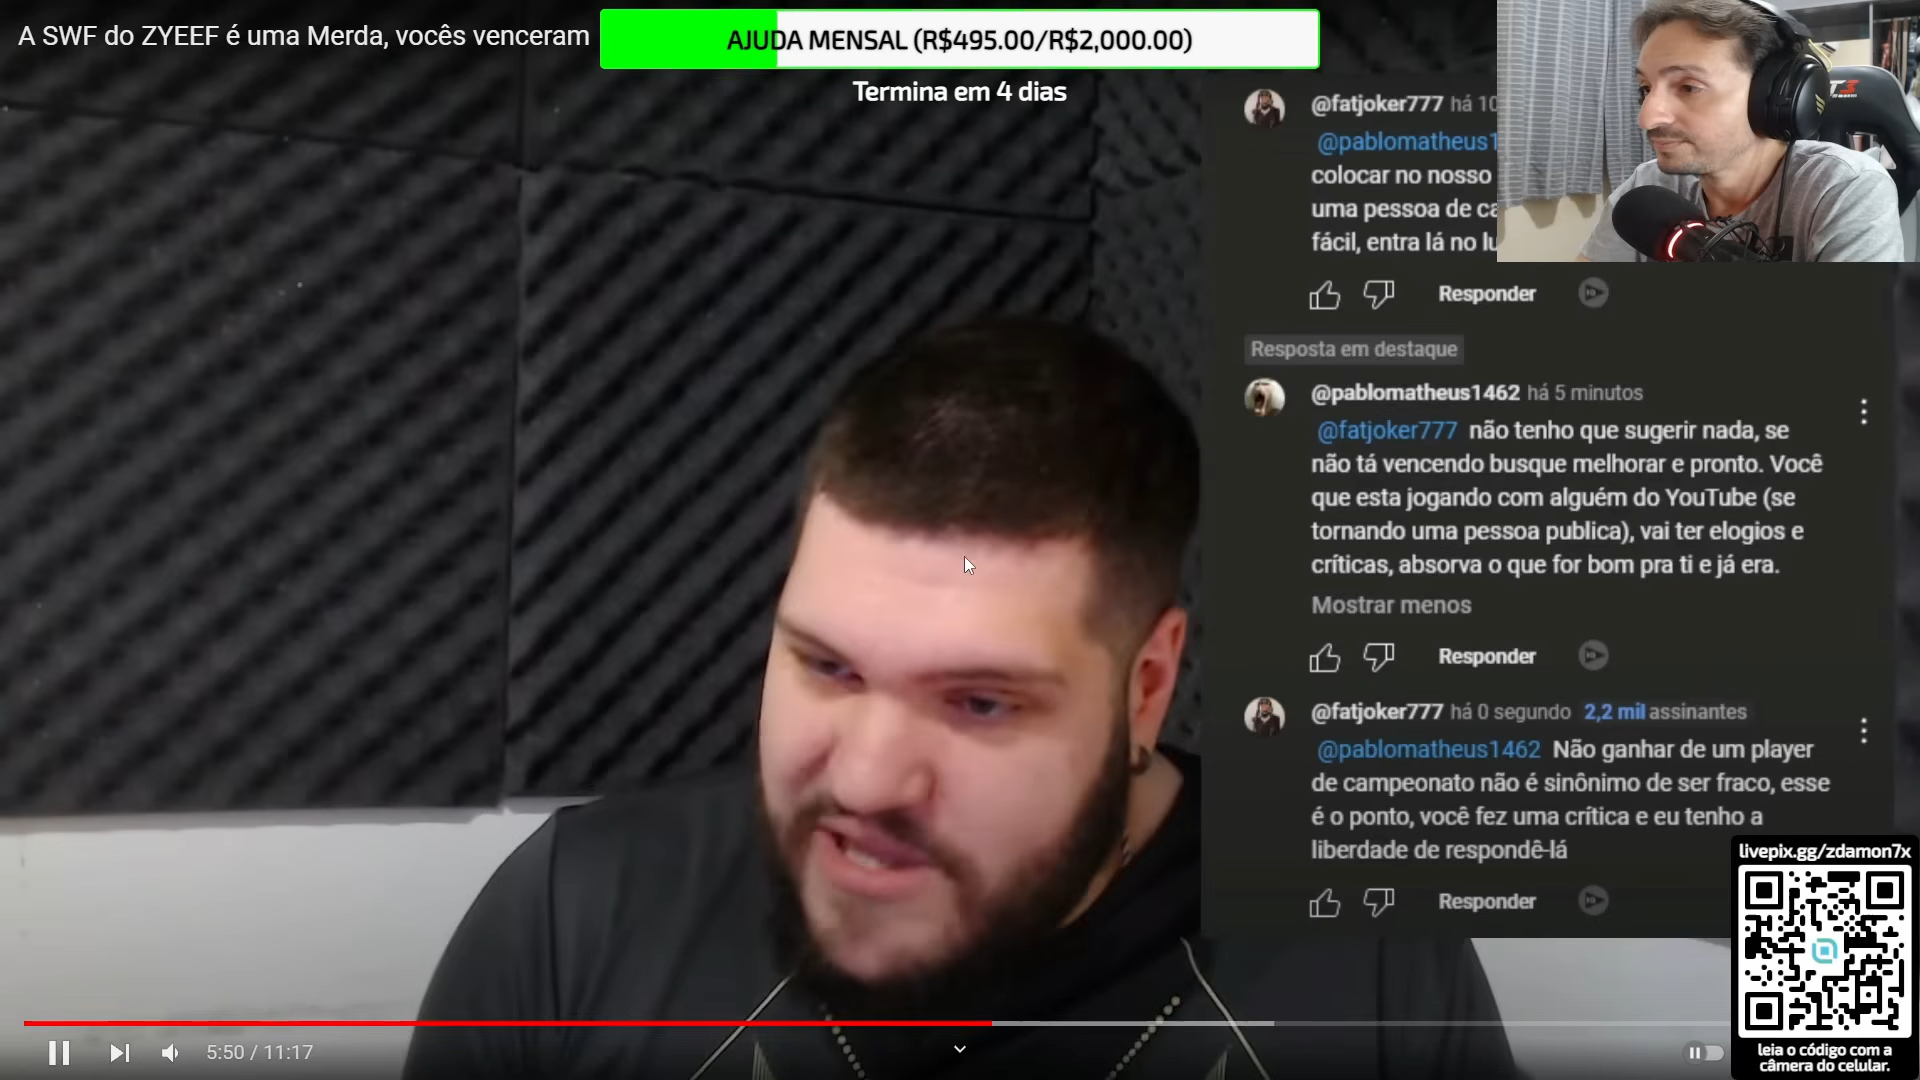 A SWF do ZYEEF é uma Merda, vocês venceram
AJUDA MENSAL (R$495.00/R$2,000.00)
Termina em 4 dias
@fatjoker777 há 10
@pablomatheus1
colocar no nosso
uma pessoa de ca
fácil, entra lá no lu
Responder
Resposta em destaque
@pablomatheus1462 há 5 minutos
@fatjoker777 não tenho que sugerir nada, se
não tá vencendo busque melhorar e pronto. Você
que esta jogando com alguém do YouTube (se
tornando uma pessoa publica), vai ter elogios e
críticas, absorva o que for bom pra ti e já era.
Mostrar menos
Responder
@fatjoker777 há 0 segundo 2,2 mil assinantes
@pablomatheus1462 Não ganhar de um player
de campeonato não é sinônimo de ser fraco, esse
é o ponto, você fez uma crítica e eu tenho a
liberdade de respondê-lá
Responder
livepix.gg/zdamon7x
leia o código com a
câmera do celular.
5:50 / 11:17